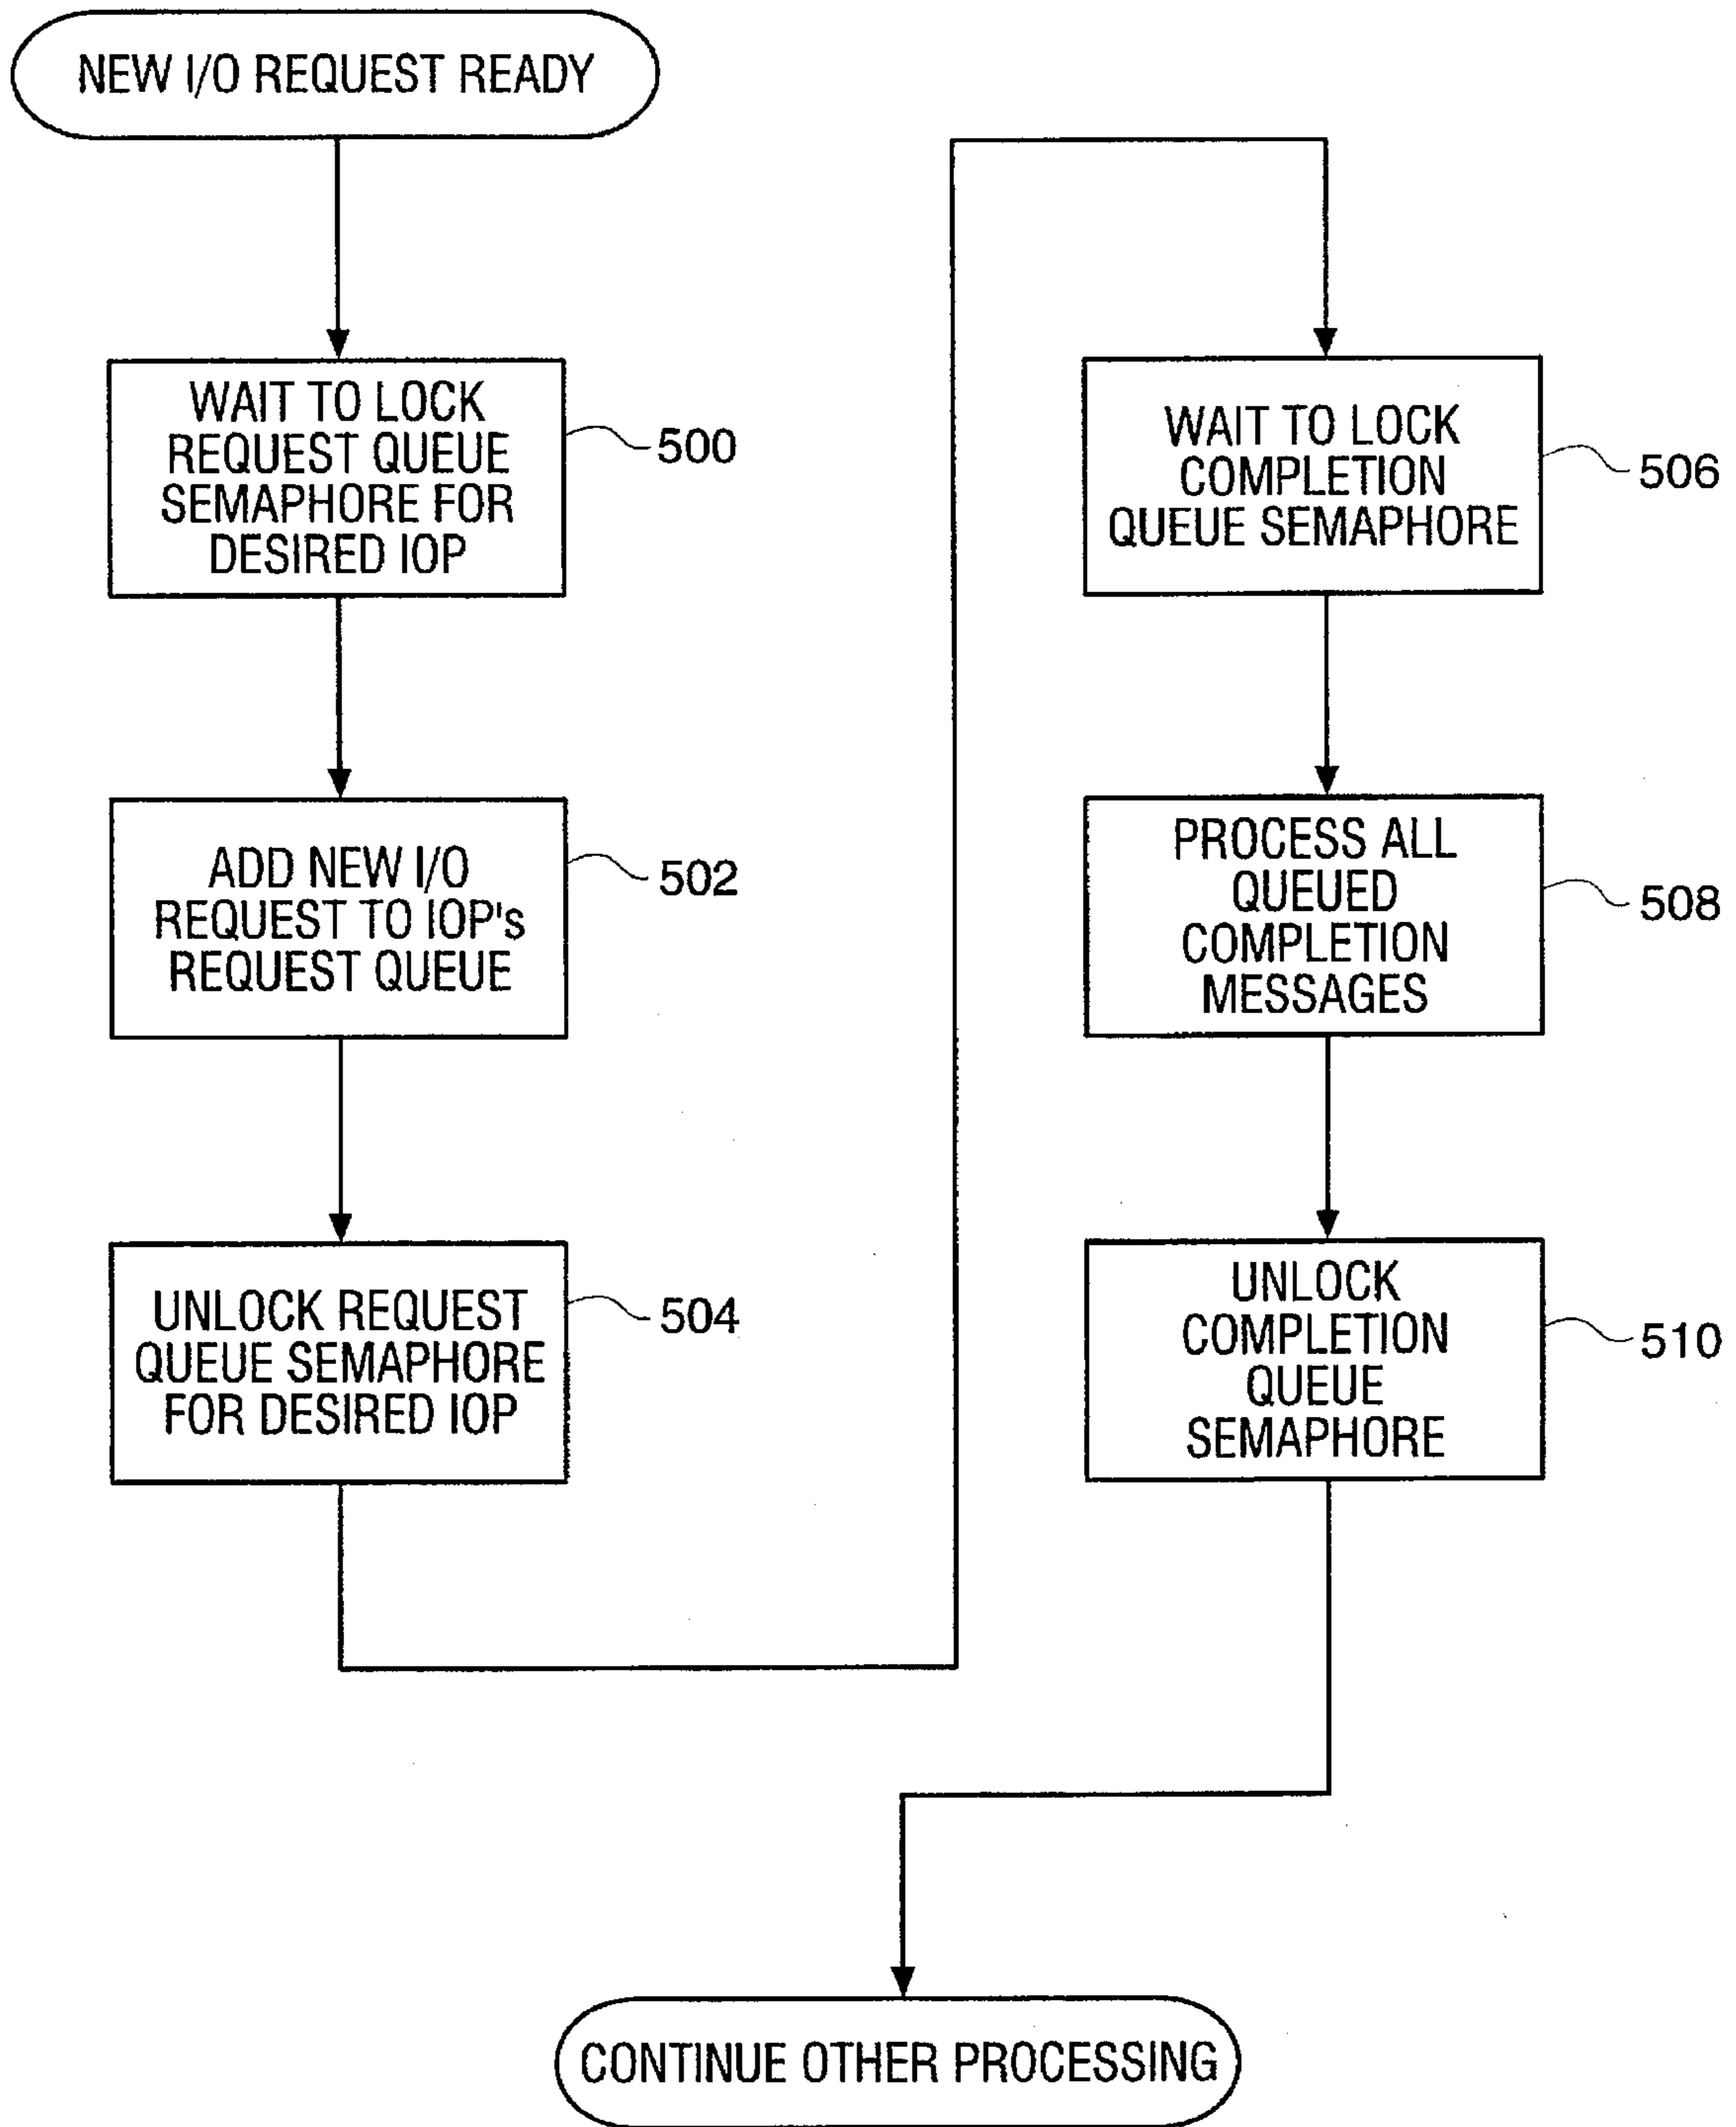 NEW I/O REQUEST READY
WAIT TO LOCK
REQUEST QUEUE
SEMAPHORE FOR
DESIRED IOP
500
ADD NEW I/O
REQUEST TO IOP's
REQUEST QUEUE
502
UNLOCK REQUEST
QUEUE SEMAPHORE
FOR DESIRED IOP
504
WAIT TO LOCK
COMPLETION
QUEUE SEMAPHORE
506
PROCESS ALL
QUEUED
COMPLETION
MESSAGES
508
UNLOCK
COMPLETION
QUEUE
SEMAPHORE
510
CONTINUE OTHER PROCESSING